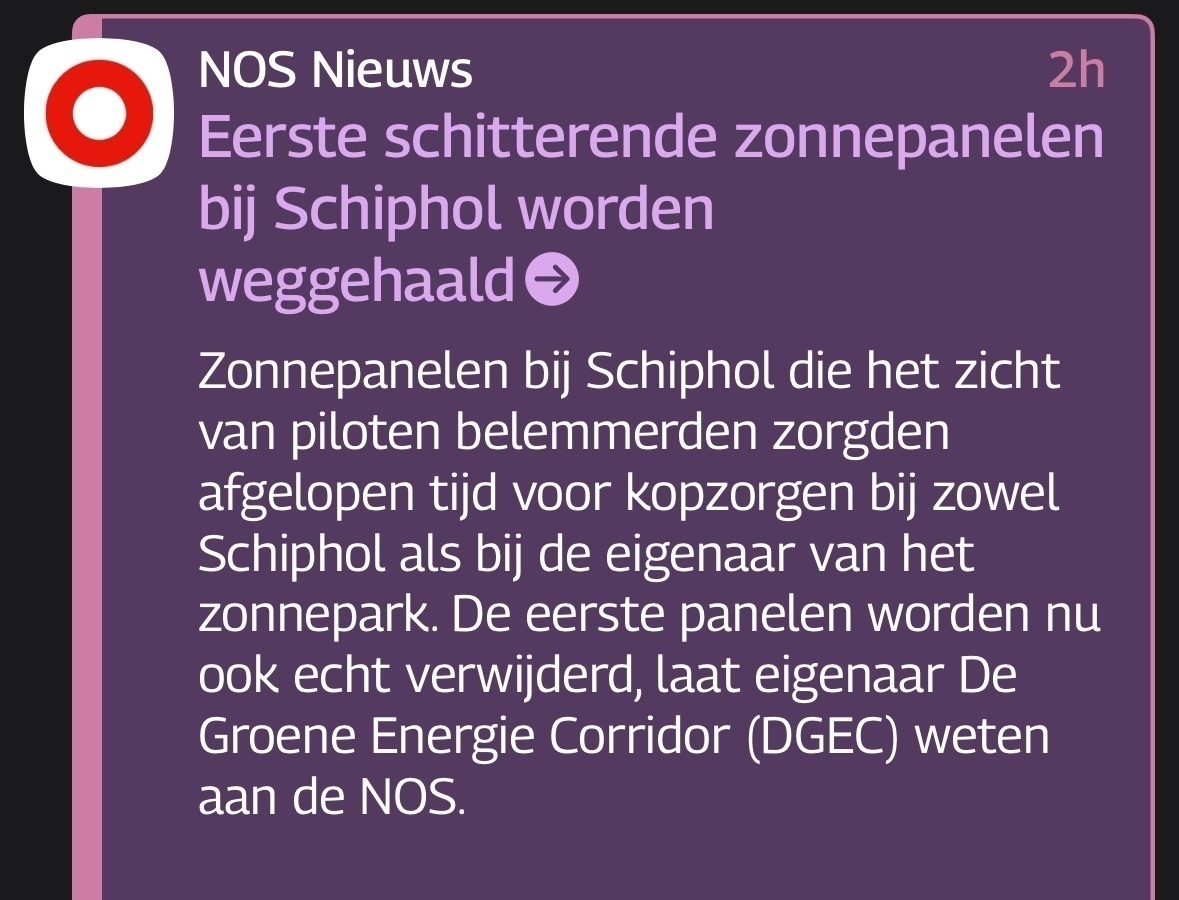 NOS Nieuws 2h
Eerste schitterende zonnepanelen
bij Schiphol worden
weggehaald
Zonnepanelen bij Schiphol die het zicht
van piloten belemmerden zorgden
afgelopen tijd voor kopzorgen bij zowel
Schiphol als bij de eigenaar van het
zonnepark. De eerste panelen worden nu
ook echt verwijderd, laat eigenaar De
Groene Energie Corridor (DGEC) weten
aan de NOS.